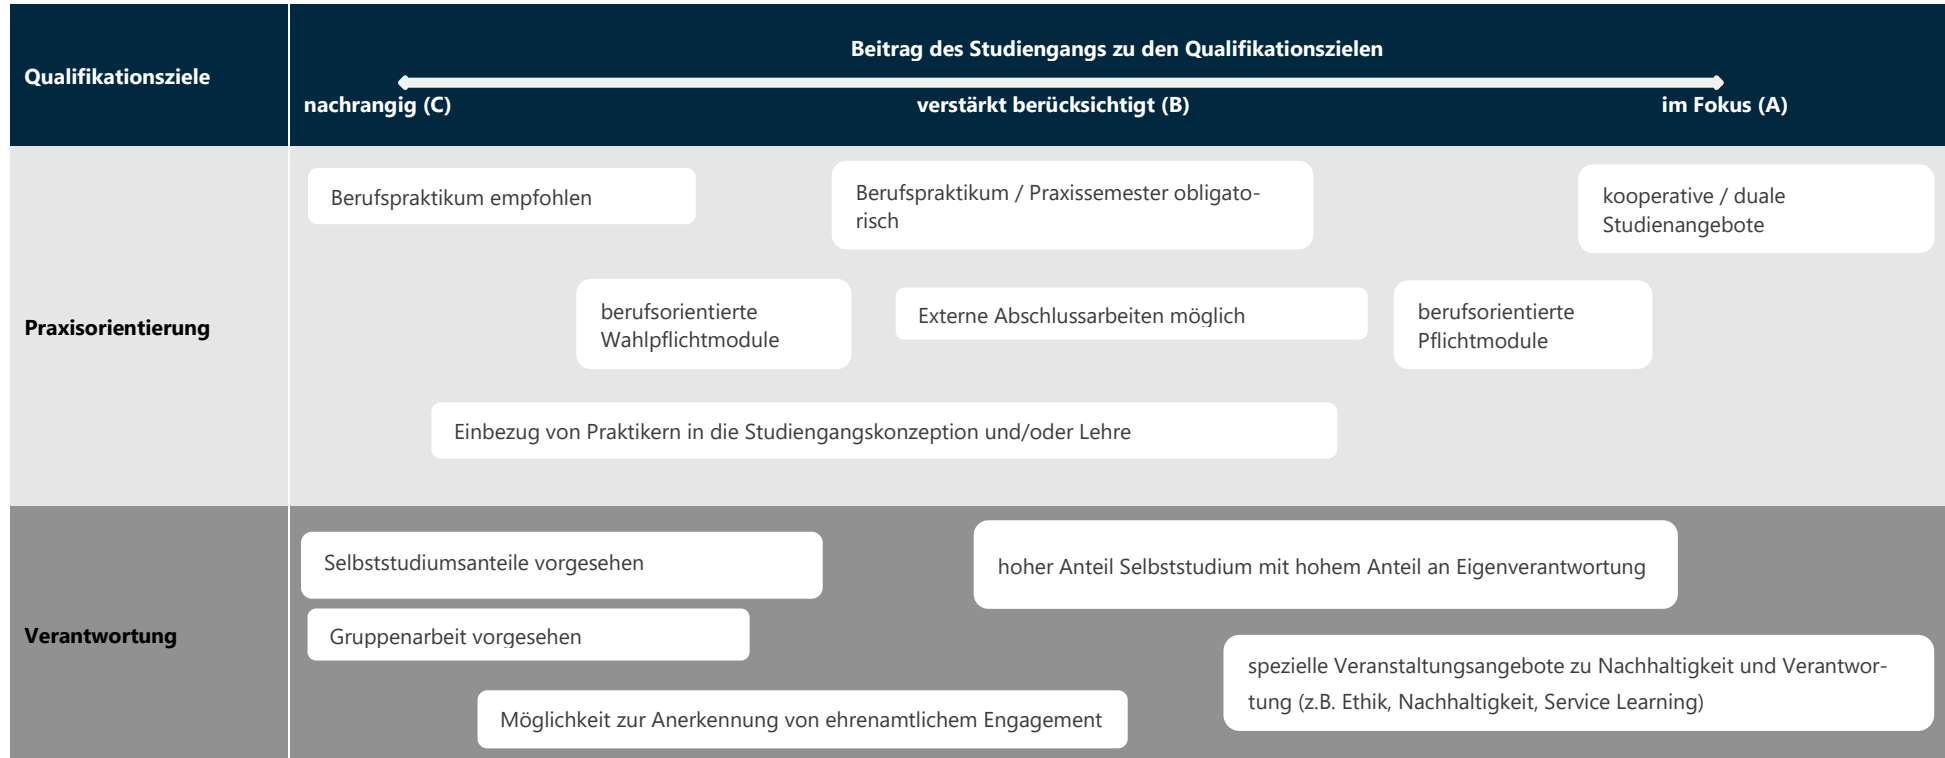 Qualifikationsziele
Beitrag des Studiengangs zu den Qualifikationszielen
nachrangig (C)
verstärkt berücksichtigt (B)
im Fokus (A)
Praxisorientierung
Berufspraktikum empfohlen
Berufspraktikum / Praxissemester obligato-
risch
kooperative / duale
Studienangebote
berufsorientierte
Wahlpflichtmodule
Externe Abschlussarbeiten möglich
berufsorientierte
Pflichtmodule
Einbezug von Praktikern in die Studiengangskonzeption und/oder Lehre
Verantwortung
Selbststudiumsanteile vorgesehen
hoher Anteil Selbststudium mit hohem Anteil an Eigenverantwortung
Gruppenarbeit vorgesehen
spezielle Veranstaltungsangebote zu Nachhaltigkeit und Verantwor-
tung (z.B. Ethik, Nachhaltigkeit, Service Learning)
Möglichkeit zur Anerkennung von ehrenamtlichem Engagement